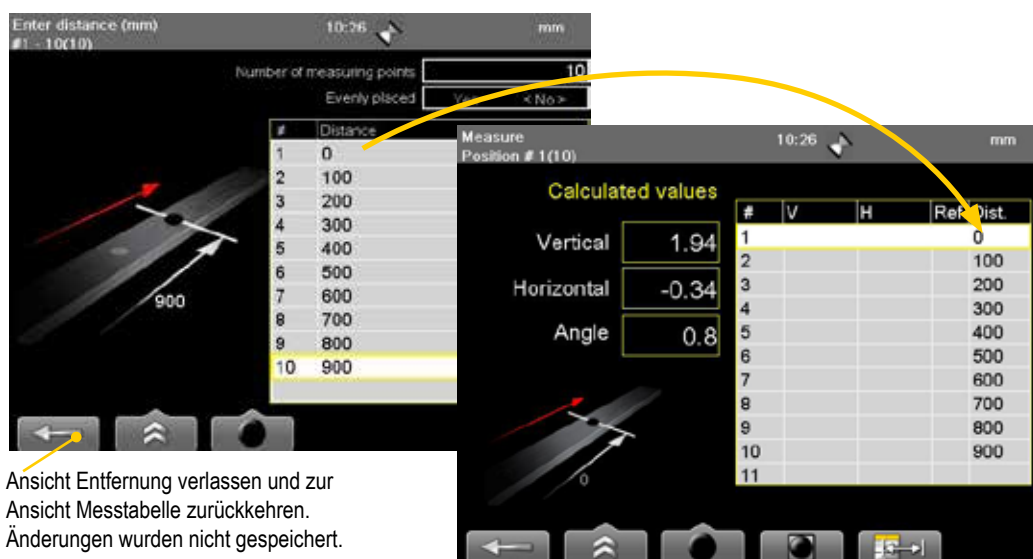 Enter distance (mm) 10:26 mm
#1 - 10(10)
Number of measuring points 10
Evenly placed Yes <No>
# Distance
1 0
2 100
3 200
4 300
5 400
6 500
7 600
8 700
9 800
10 900
900
Ansicht Entfernung verlassen und zur
Ansicht Messtabelle zurückkehren.
Änderungen wurden nicht gespeichert.
Measure 10:26 mm
Position # 1(10)
Calculated values
Vertical 1.94
Horizontal -0.34
Angle 0.8
# V H Ref. Dist.
1 0
2 100
3 200
4 300
5 400
6 500
7 600
8 700
9 800
10 900
11
0